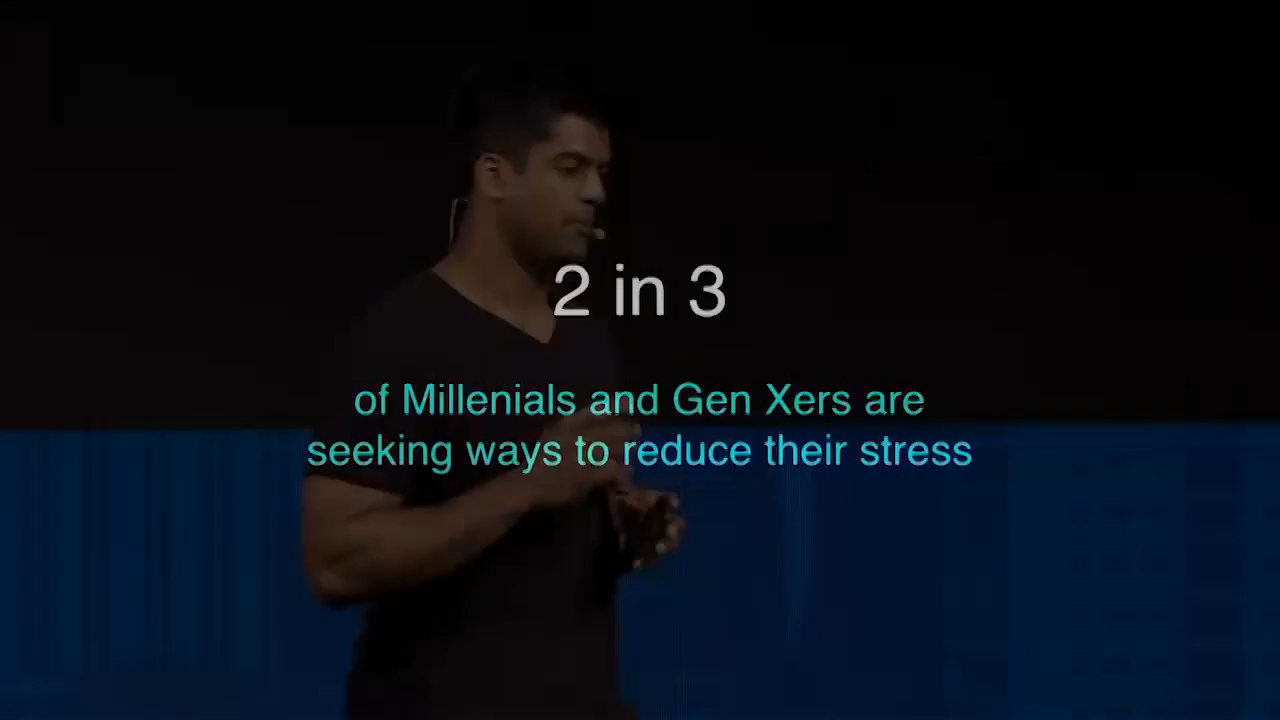 2 in 3
of Millenials and Gen Xers are
seeking ways to reduce their stress